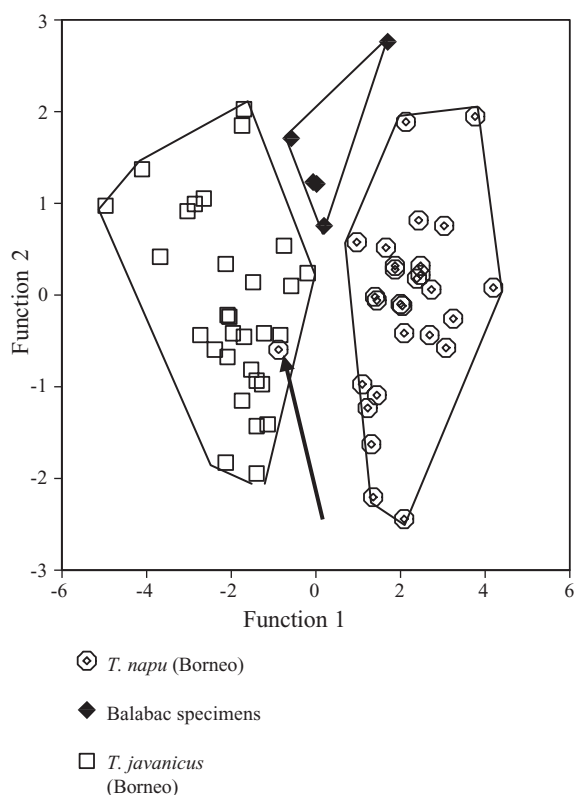 3
2
1
0
-1
-2
-3
Function 2
-6 -4 -2 0 2 4 6
Function 1
T. napu (Borneo)
Balabac specimens
T. javanicus
(Borneo)